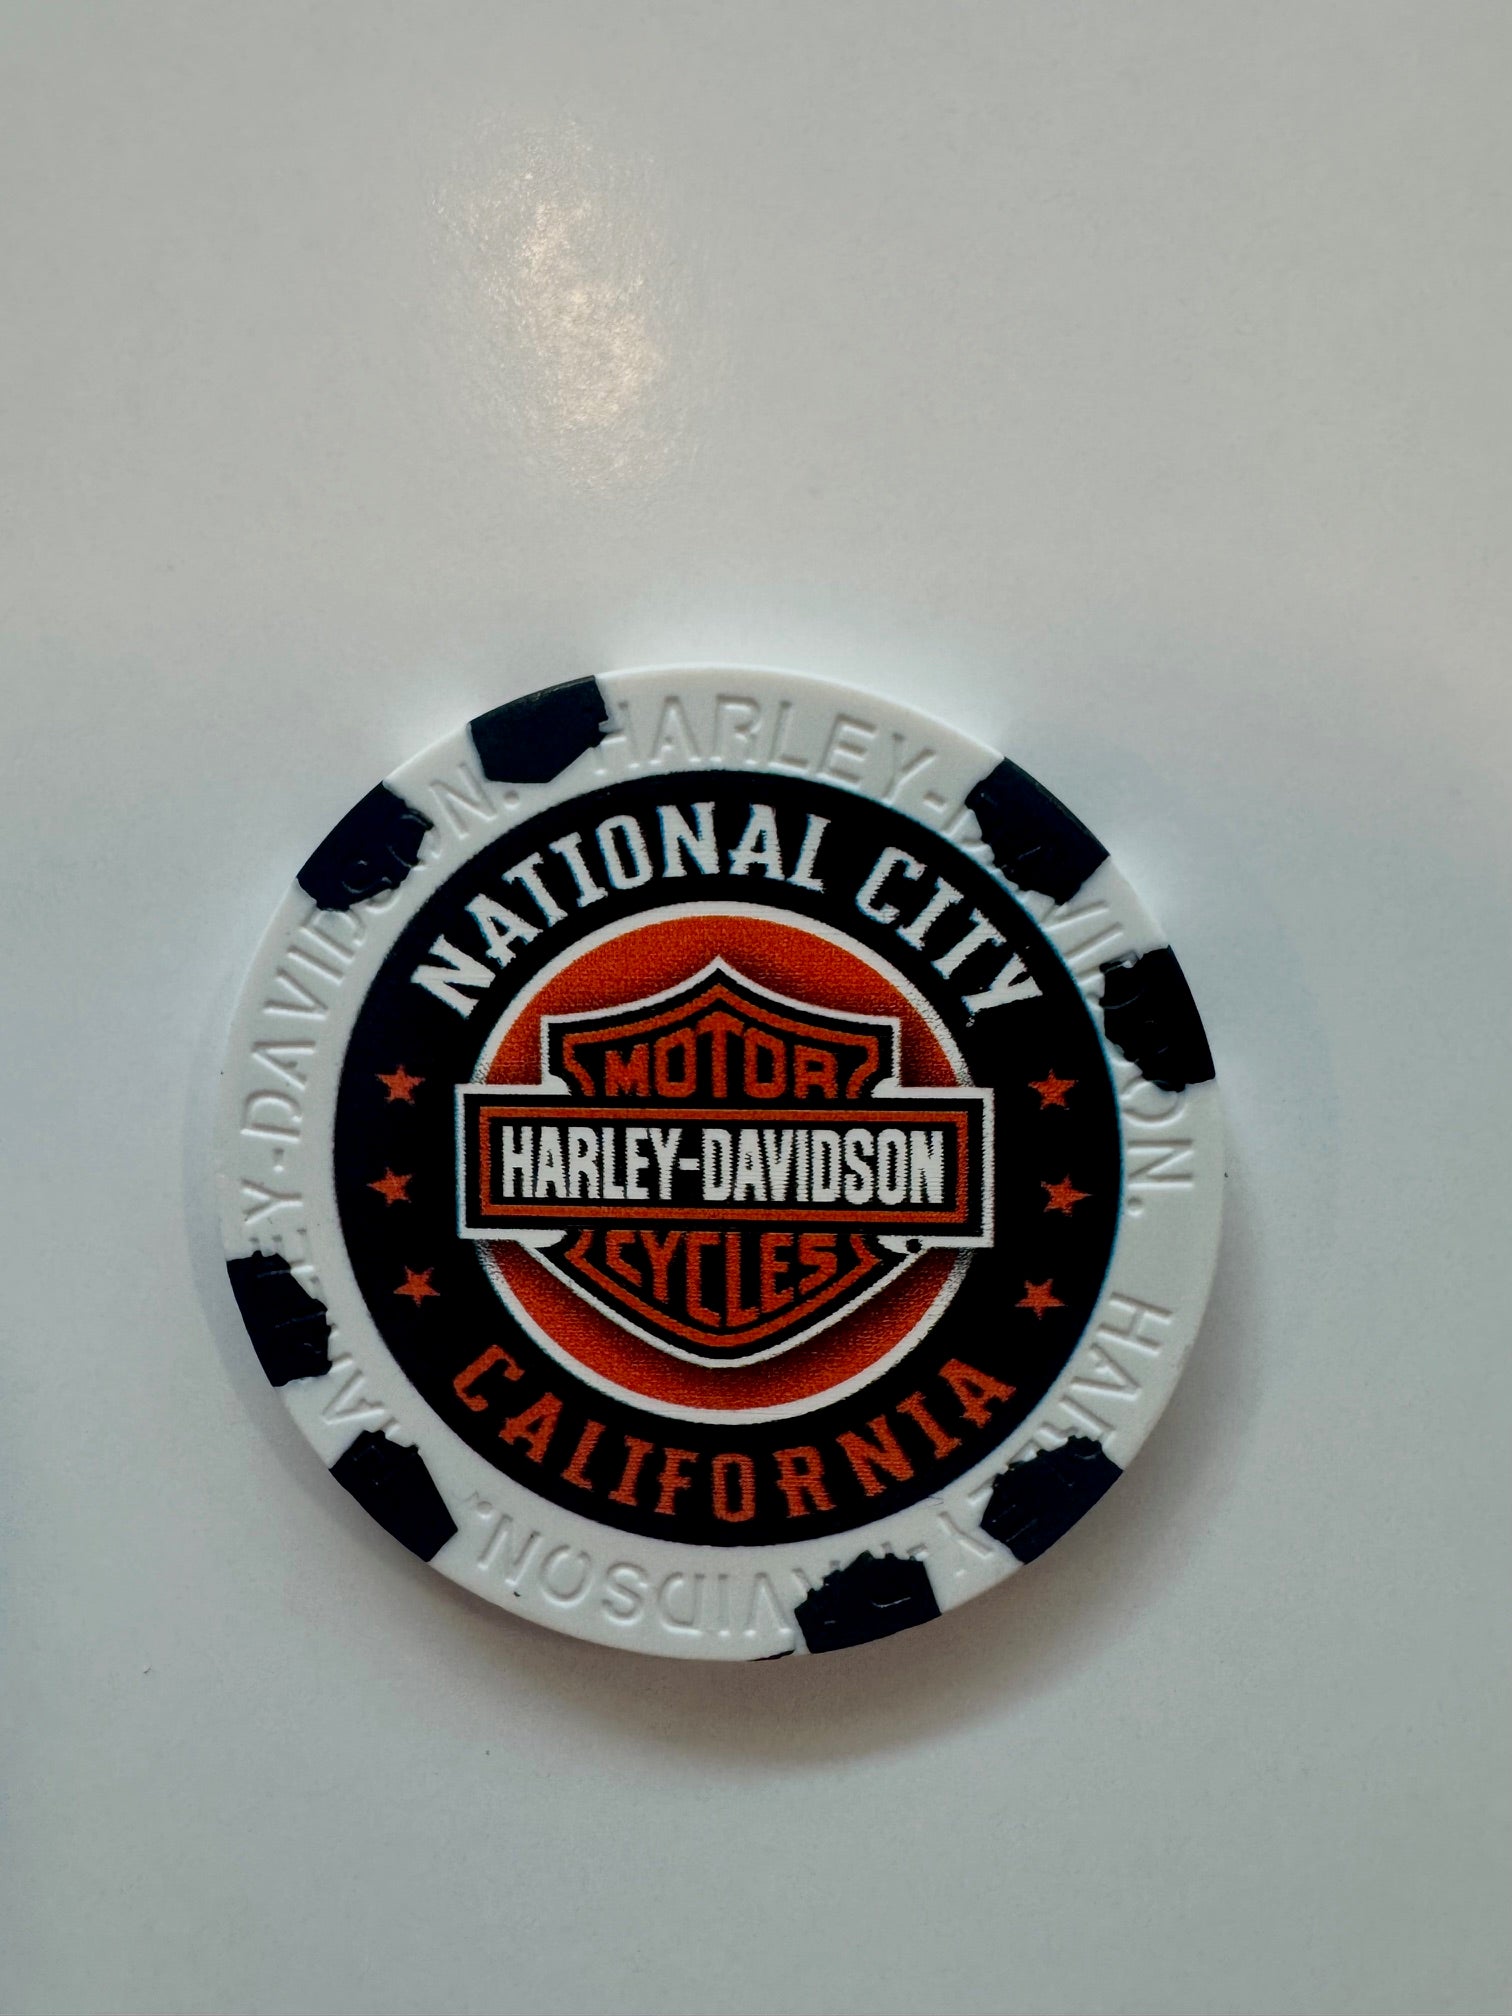 NATIONAL CITY
MOTOR
HARLEY-DAVIDSON
CYCLES
CALIFORNIA
HARLEY-DAVIDSON.
HARLEY-DAVIDSON.
HARLEY-DAVIDSON.